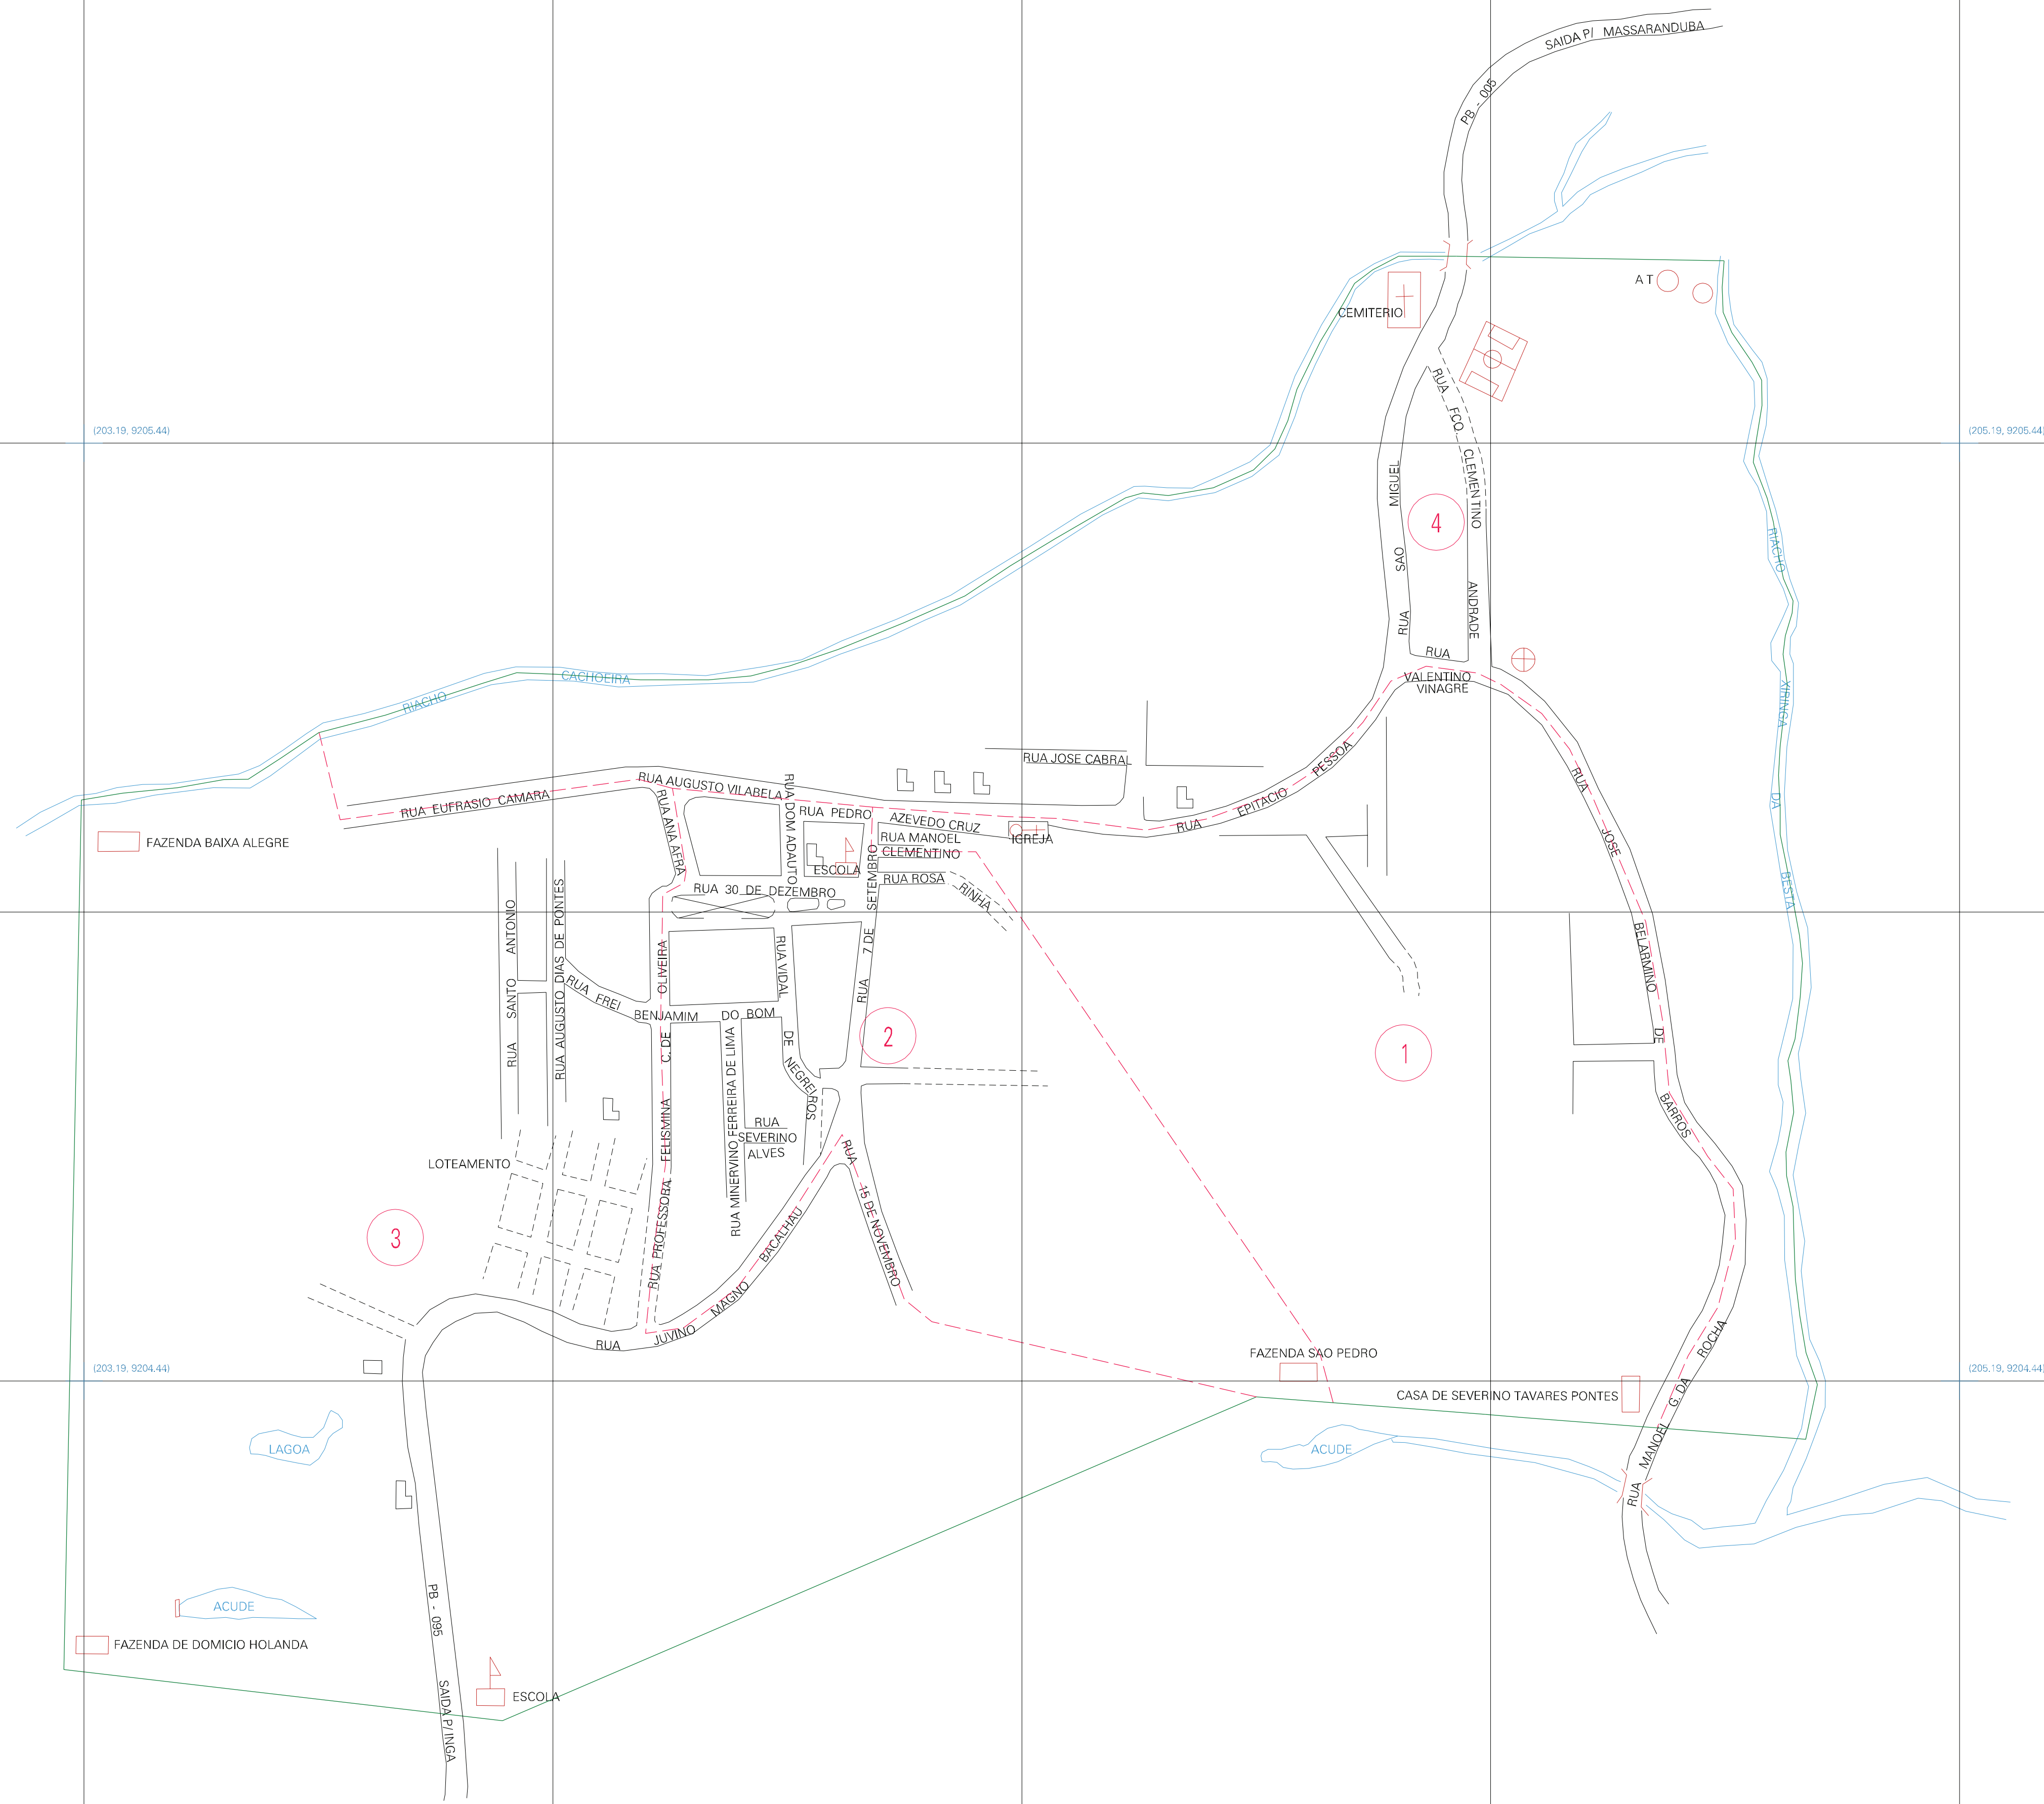 SAIDA P/ MASSARANDUBA
PB - 005
A T
CEMITERIO
RUA FCO. CLEMENTINO ANDRADE
(203.19, 9205.44)
(205.19, 9205.44)
RUA SAO MIGUEL
4
RIACHO XIRINGA DA BESTA
RUA
VALENTINO
VINAGRE
RIACHO CACHOEIRA
RUA JOSE CABRAL
RUA EPITACIO PESSOA
RUA JOSE BELARMINO DE BARROS
RUA EUFRASIO CAMARA
RUA AUGUSTO VILABELA
RUA PEDRO AZEVEDO CRUZ
RUA DOM ADAUTO
RUA ANA AFRA
FAZENDA BAIXA ALEGRE
RUA MANOEL
CLEMENTINO
IGREJA
ESCOLA
RUA ROSA RINHA
RUA 30 DE DEZEMBRO
RUA 7 DE SETEMBRO
RUA SANTO ANTONIO
RUA AUGUSTO DIAS DE PONTES
RUA FREI BENJAMIM DO BOM
RUA VIDAL DE NEGREIROS
RUA PROFESSORA FELISMINA C. DE OLIVEIRA
RUA MINERVINO FERREIRA DE LIMA
2
1
RUA
SEVERINO
ALVES
LOTEAMENTO
RUA 15 DE NOVEMBRO
3
RUA JUVINO MAGNO BACALHAU
FAZENDA SAO PEDRO
(203.19, 9204.44)
(205.19, 9204.44)
CASA DE SEVERINO TAVARES PONTES
RUA MANOEL G. DA ROCHA
LAGOA
ACUDE
ACUDE
FAZENDA DE DOMICIO HOLANDA
PB - 095
ESCOLA
SAIDA P/ INGA